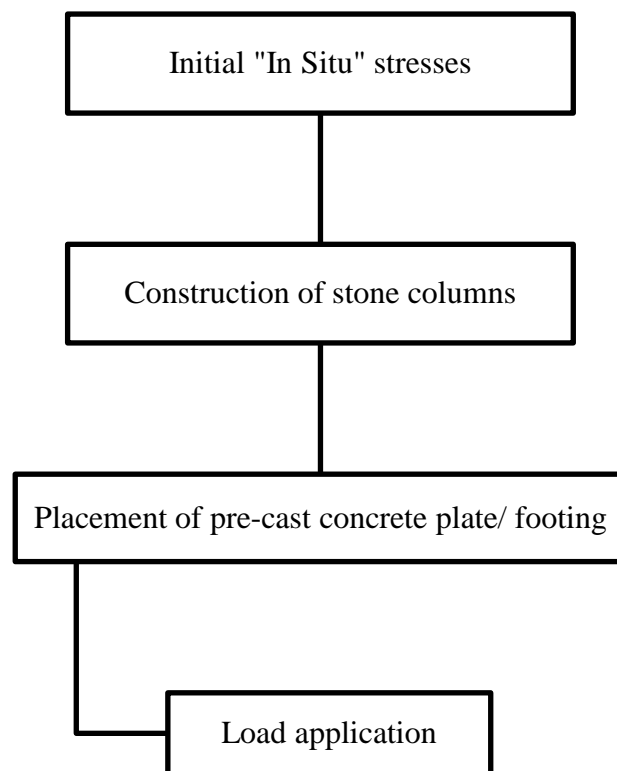 Initial "In Situ" stresses
Construction of stone columns
Placement of pre-cast concrete plate/ footing
Load application